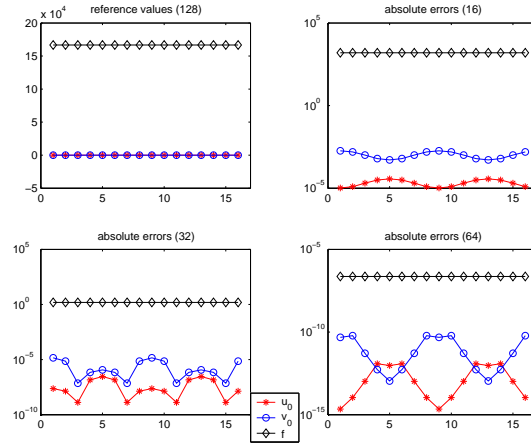 reference values (128)
x 10^4
20
15
10
5
0
-5
0 5 10 15
absolute errors (16)
10^5
10^0
10^-5
0 5 10 15
absolute errors (32)
10^5
10^0
10^-5
10^-10
0 5 10 15
absolute errors (64)
10^-5
10^-10
10^-15
0 5 10 15
u_0
v_0
f